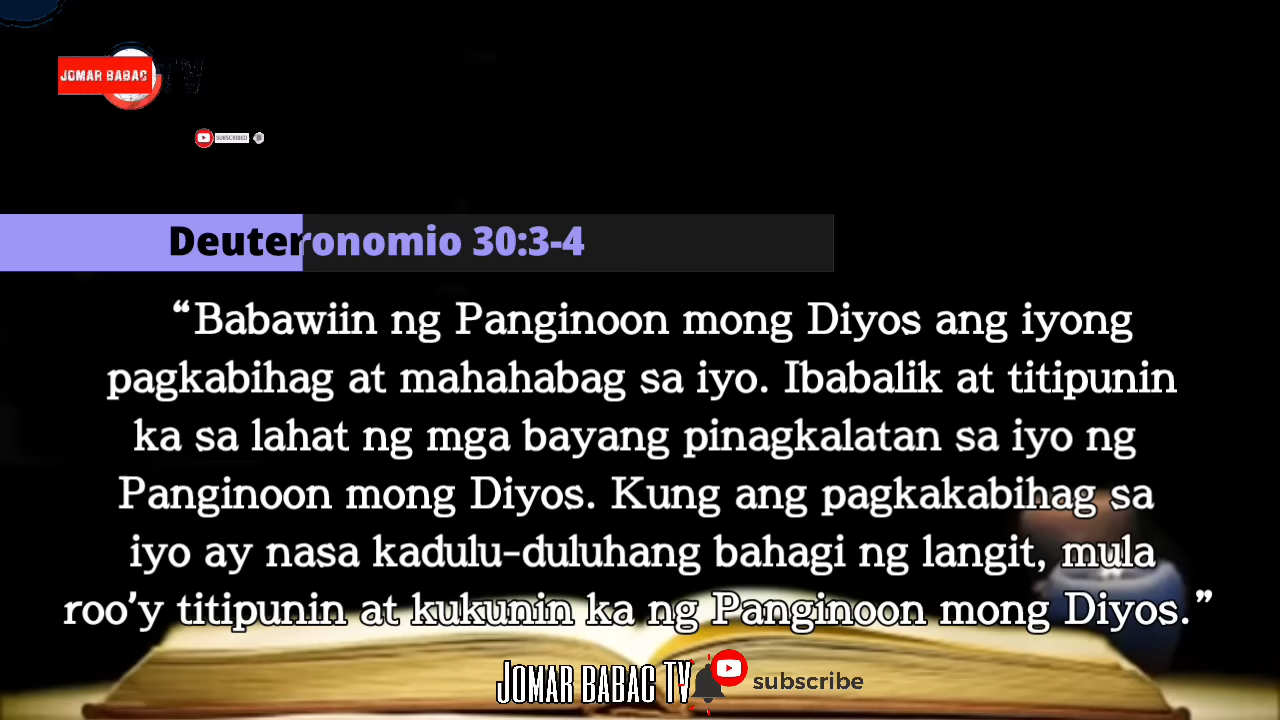 JOMAR BABAC
TV
SUBSCRIBED
Deuteronomio 30:3-4
“Babawiin ng Panginoon mong Diyos ang iyong
pagkabihag at mahahabag sa iyo. Ibabalik at titipunin
ka sa lahat ng mga bayang pinagkalatan sa iyo ng
Panginoon mong Diyos. Kung ang pagkakabihag sa
iyo ay nasa kadulu-duluhang bahagi ng langit, mula
roo'y titipunin at kukunin ka ng Panginoon mong Diyos.”
JOMAR BABAC TV
subscribe